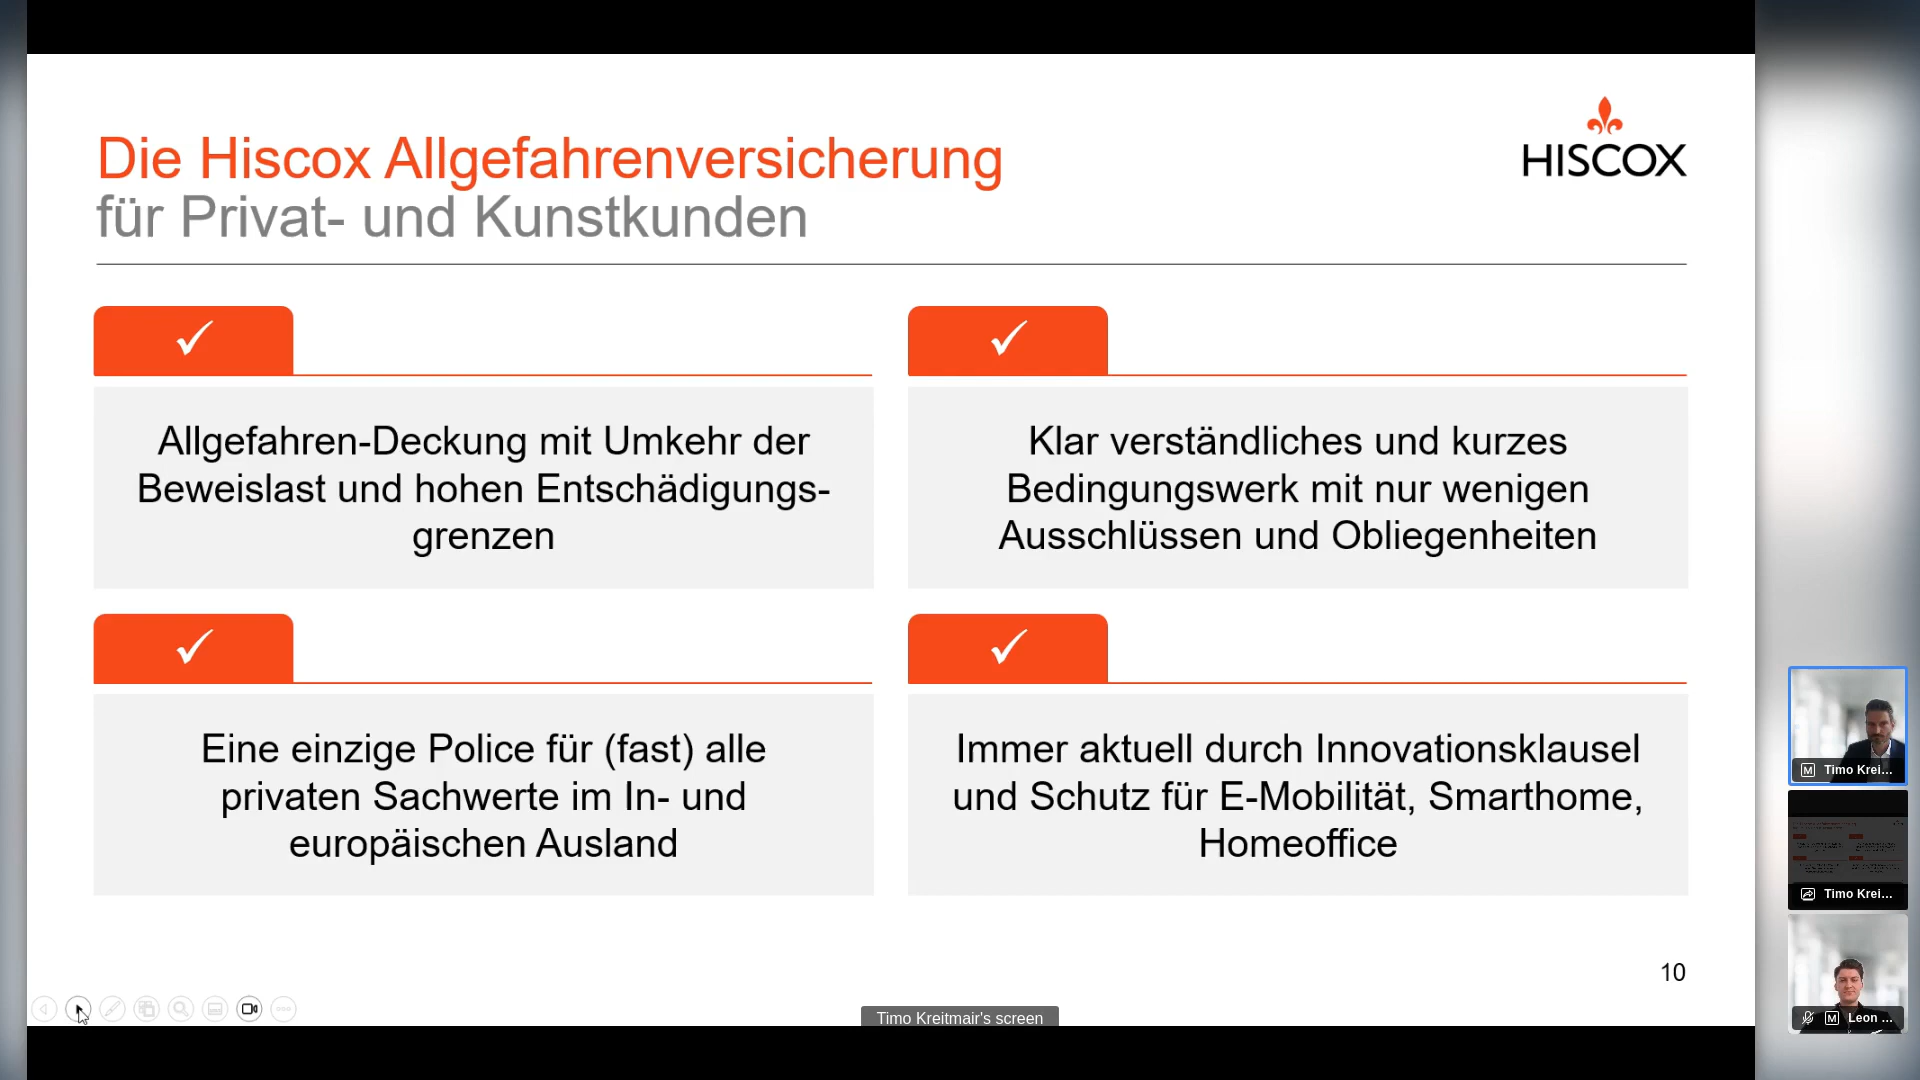 Die Hiscox Allgefahrenversicherung
für Privat- und Kunstkunden
HISCOX
Allgefahren-Deckung mit Umkehr der
Beweislast und hohen Entschädigungs-
grenzen
Klar verständliches und kurzes
Bedingungswerk mit nur wenigen
Ausschlüssen und Obliegenheiten
Eine einzige Police für (fast) alle
privaten Sachwerte im In- und
europäischen Ausland
Immer aktuell durch Innovationsklausel
und Schutz für E-Mobilität, Smarthome,
Homeoffice
10
Timo Kreitmair's screen
M Timo Krei...
Timo Krei...
M Leon ...